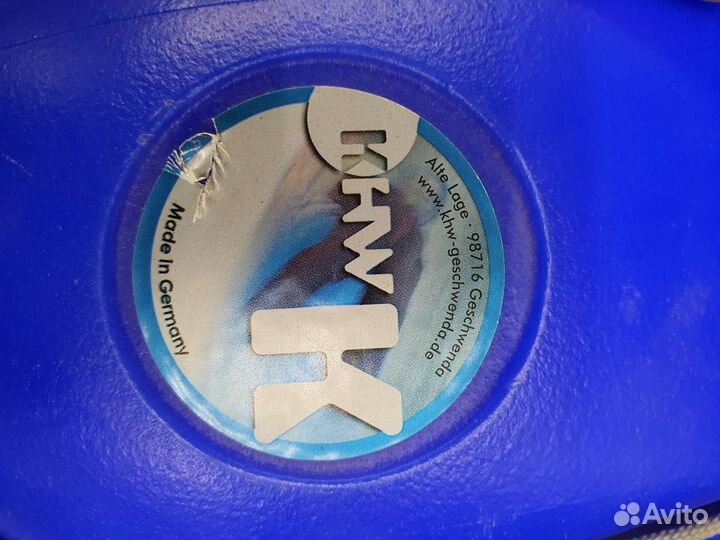 KHW
K
Alte Lage · 98716 Geschwenda
www.khw-geschwenda.de
Made in Germany
Avito